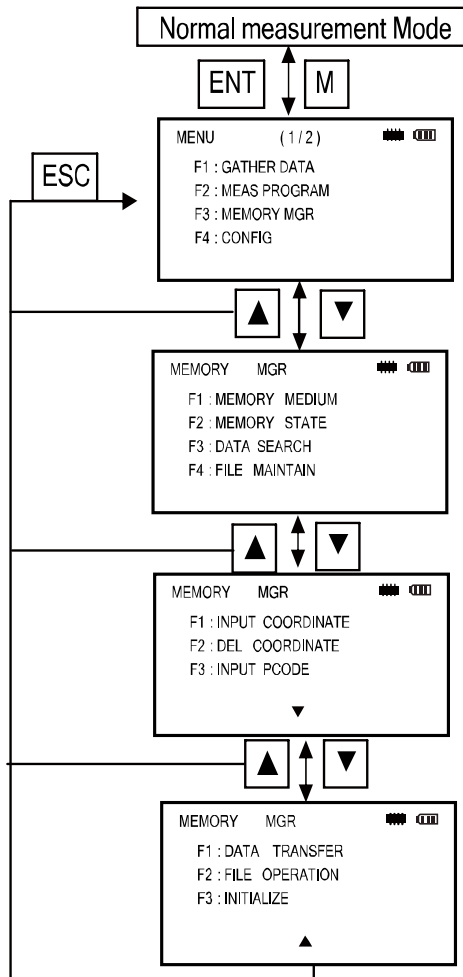 Normal measurement Mode
ENT M
MENU (1/2)
F1 : GATHER DATA
F2 : MEAS PROGRAM
F3 : MEMORY MGR
F4 : CONFIG
ESC
▲ ▼
MEMORY MGR
F1 : MEMORY MEDIUM
F2 : MEMORY STATE
F3 : DATA SEARCH
F4 : FILE MAINTAIN
▲ ▼
MEMORY MGR
F1 : INPUT COORDINATE
F2 : DEL COORDINATE
F3 : INPUT PCODE
▼
▲ ▼
MEMORY MGR
F1 : DATA TRANSFER
F2 : FILE OPERATION
F3 : INITIALIZE
▲